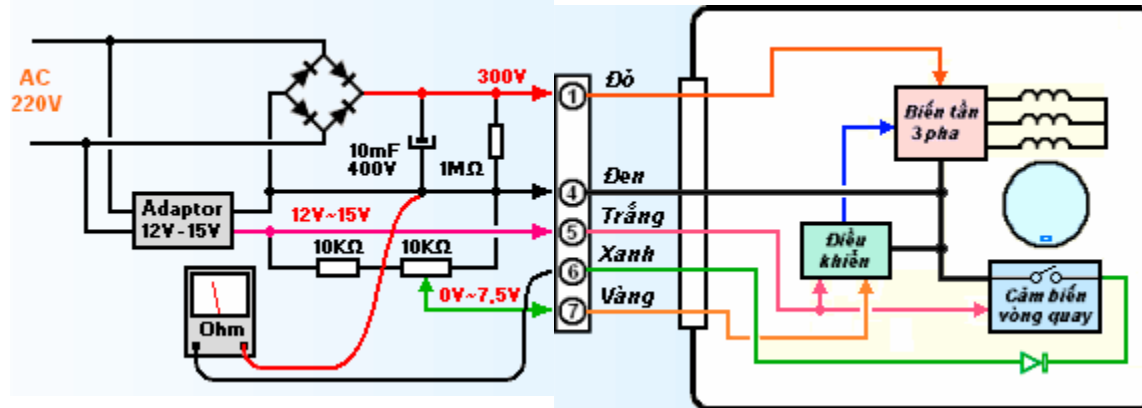 AC
220V
300V
10mF
400V
1MΩ
Adaptor
12V-15V
12V~15V
10KΩ
10KΩ
0V~7,5V
Ohm
1
4
5
6
7
Đỏ
Đen
Trắng
Xanh
Vàng
Biến tần
3 pha
Điều
khiển
Cảm biến
vòng quay